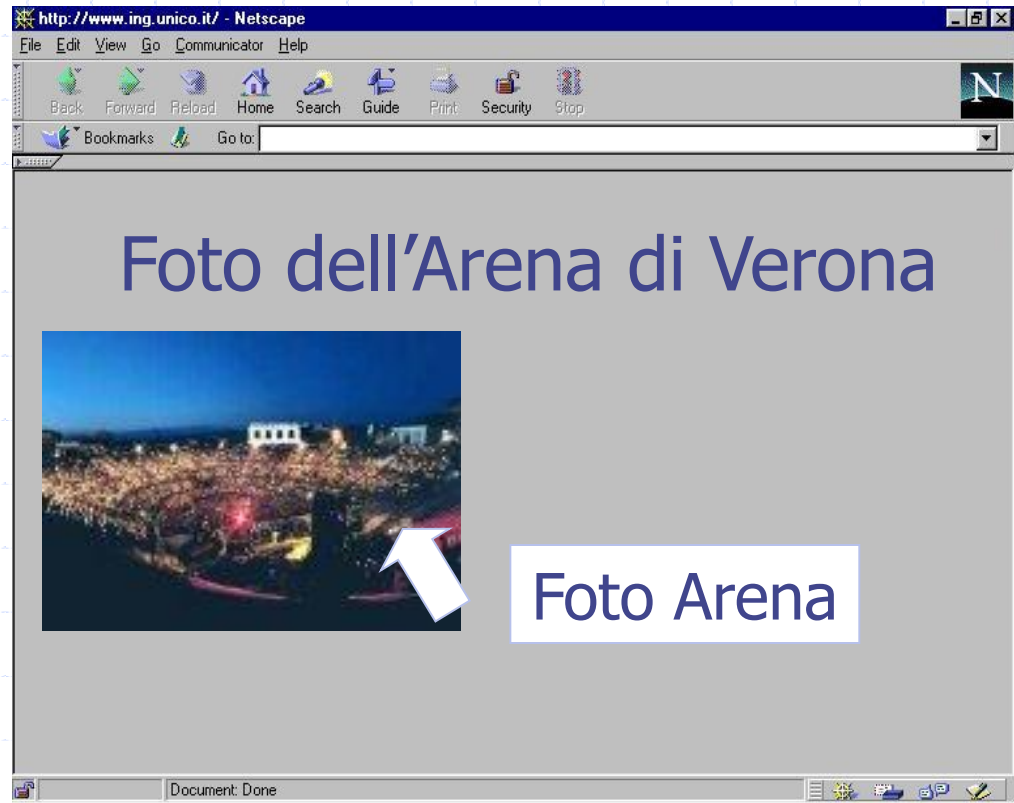 http://www.ing.unico.it/ - Netscape
File Edit View Go Communicator Help
Back Forward Reload Home Search Guide Print Security Stop
N
Bookmarks Go to:
Foto dell’Arena di Verona
Foto Arena
Document: Done